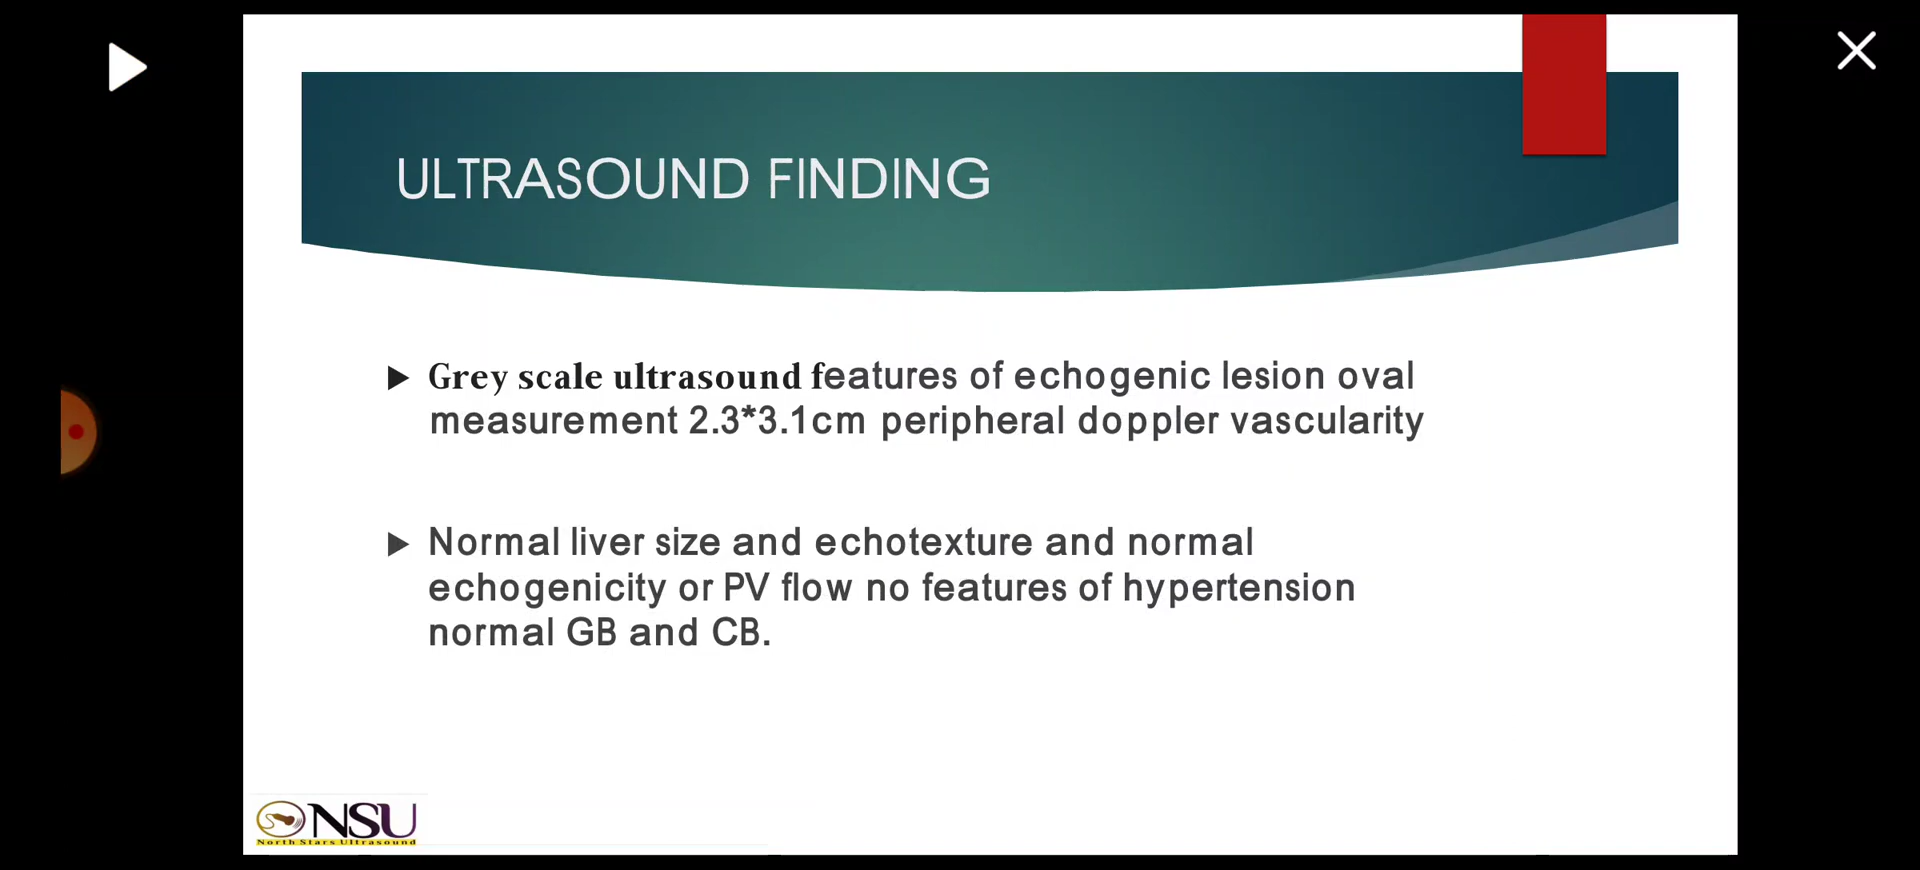 ULTRASOUND FINDING
Grey scale ultrasound features of echogenic lesion oval
measurement 2.3*3.1cm peripheral doppler vascularity
Normal liver size and echotexture and normal
echogenicity or PV flow no features of hypertension
normal GB and CB.
NSU
North Stars Ultrasound